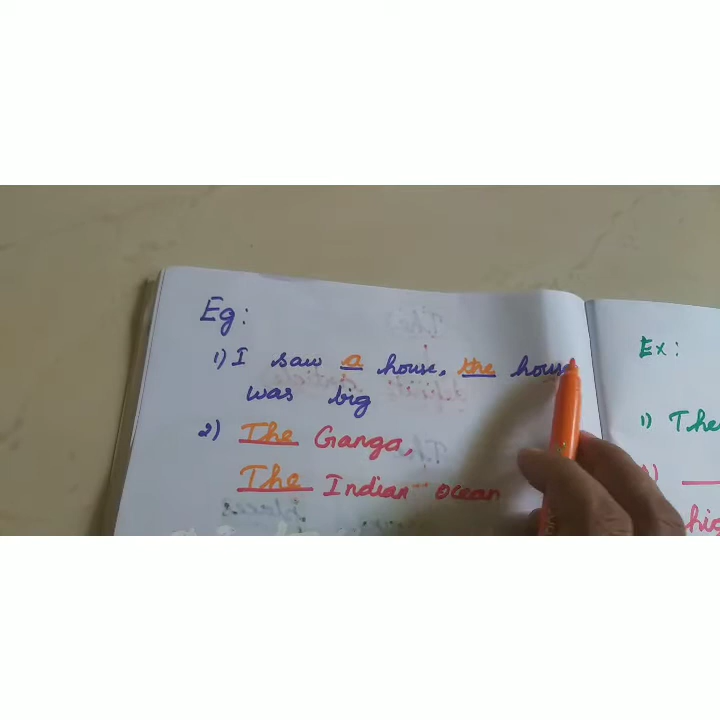 Eg:
1) I saw a house, the house
was big
2) The Ganga,
The Indian ocean
Ex:
1) The